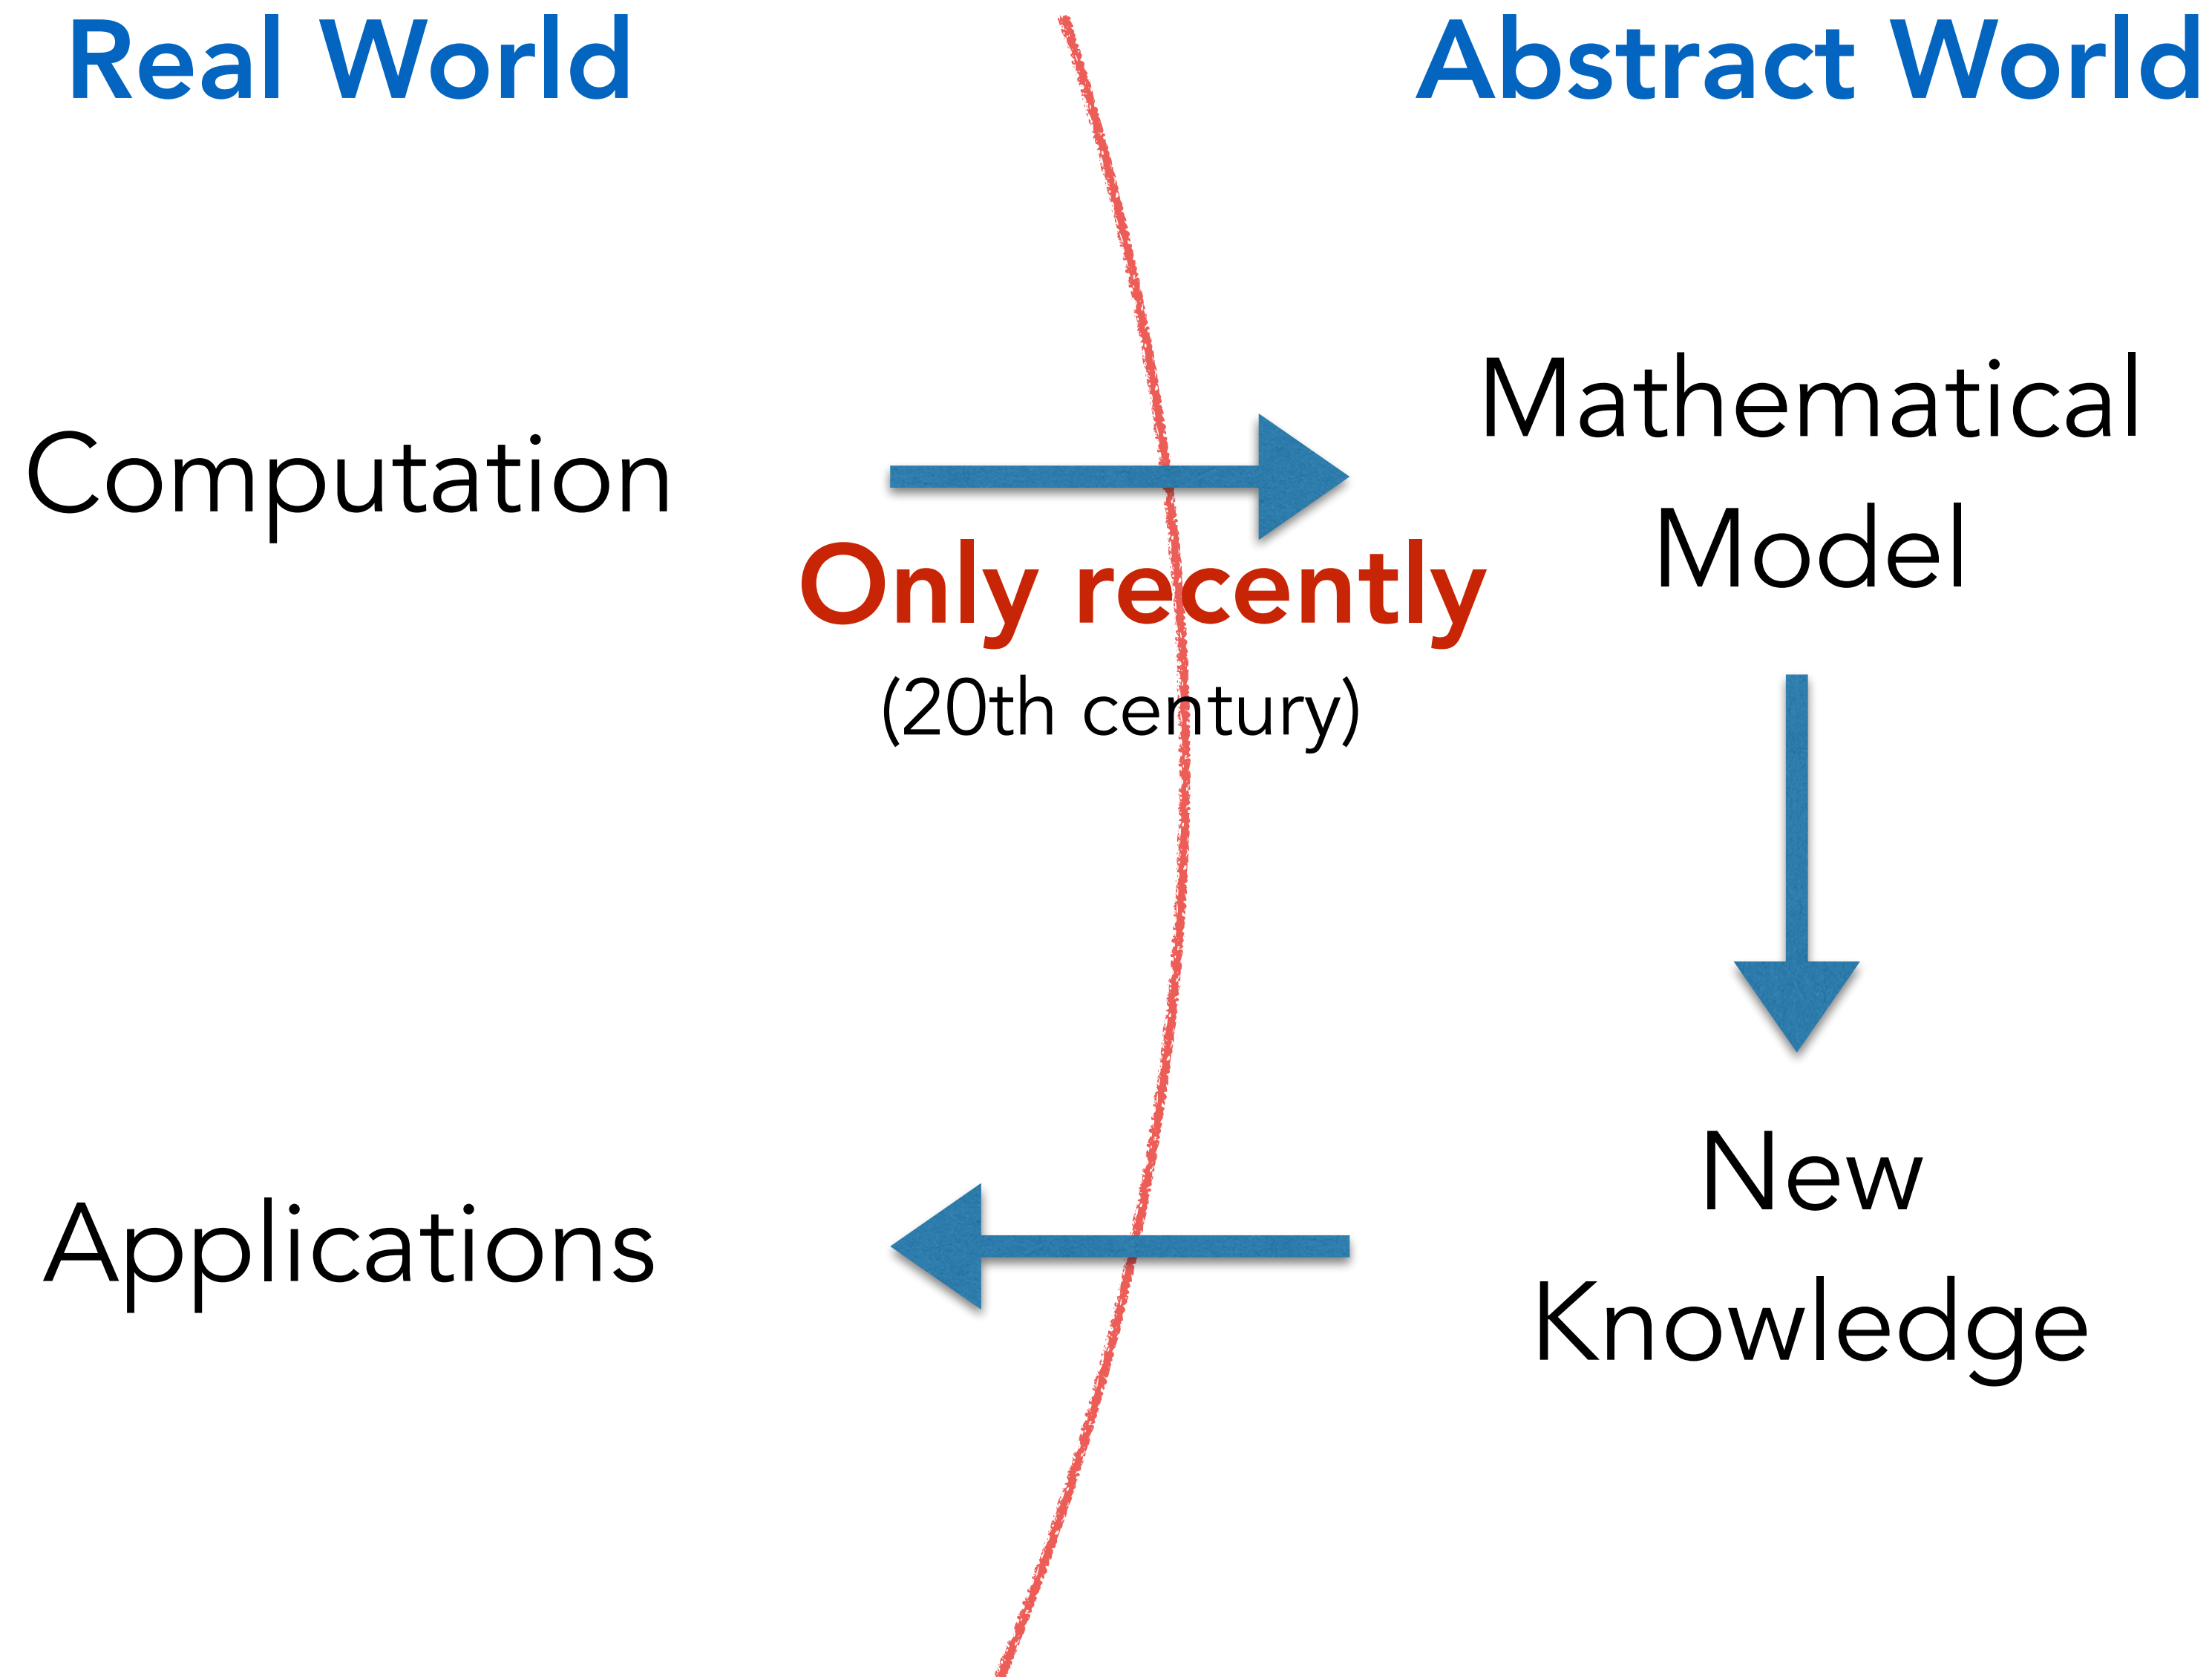 Real World
Abstract World
Computation
Mathematical
Model
Only recently
(20th century)
Applications
New
Knowledge